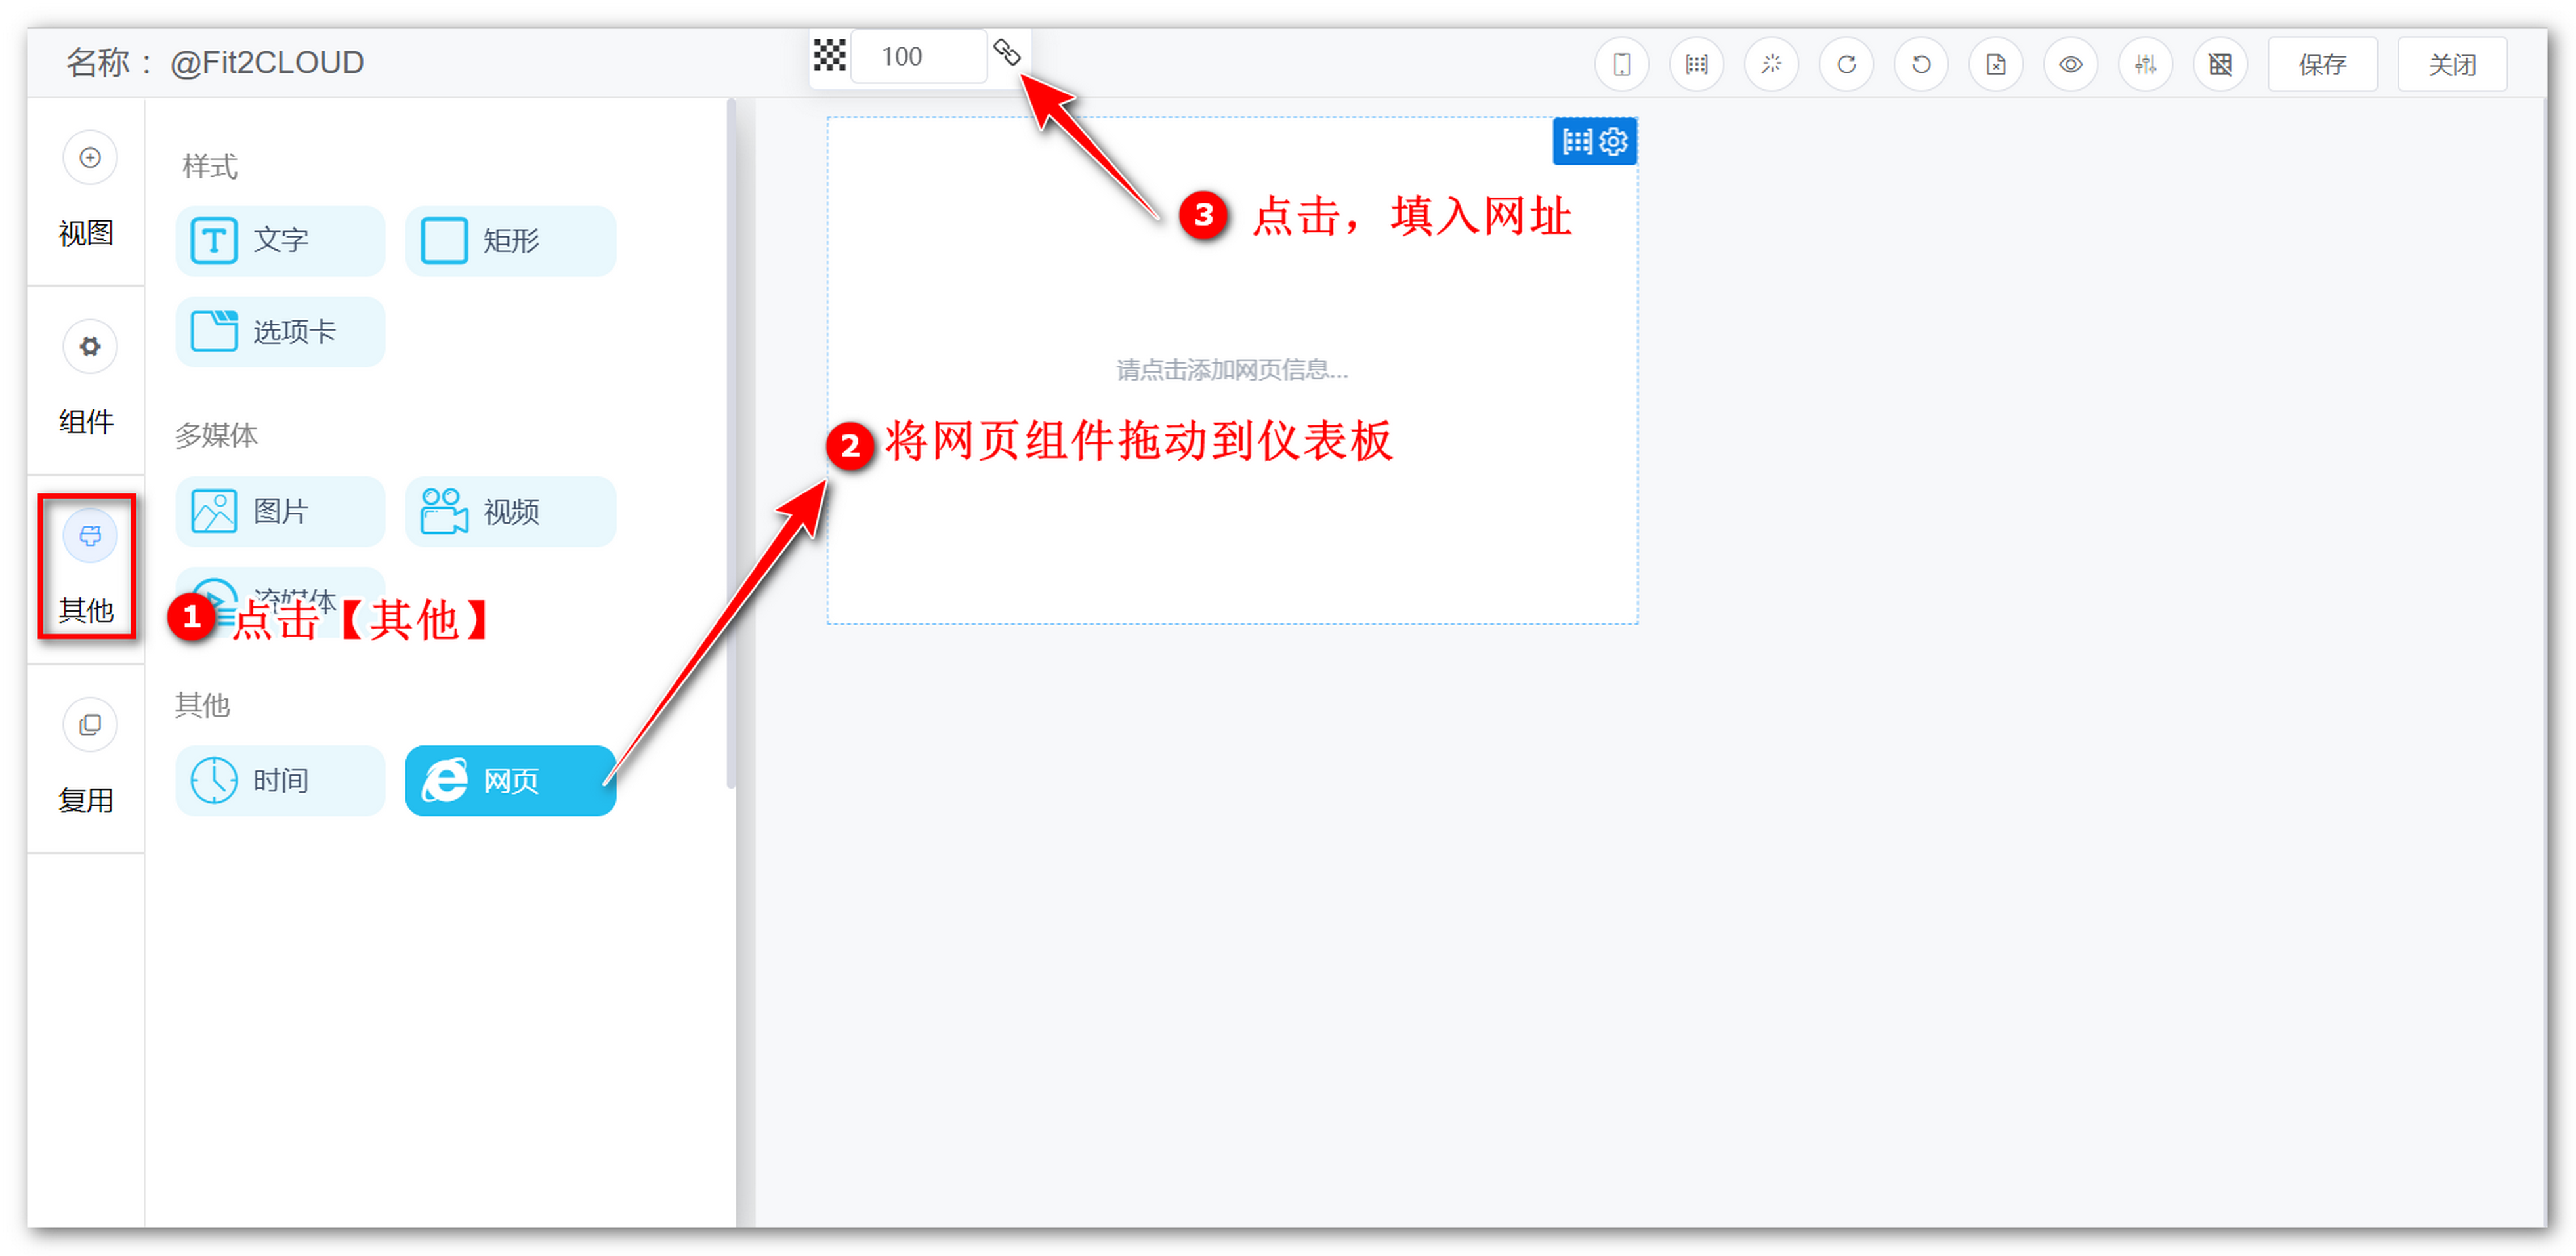 名称： @Fit2CLOUD
100
保存
关闭
视图
组件
其他
复用
样式
文字
矩形
选项卡
多媒体
图片
视频
流媒体
其他
时间
网页
1 点击【其他】
2 将网页组件拖动到仪表板
3 点击，填入网址
请点击添加网页信息...